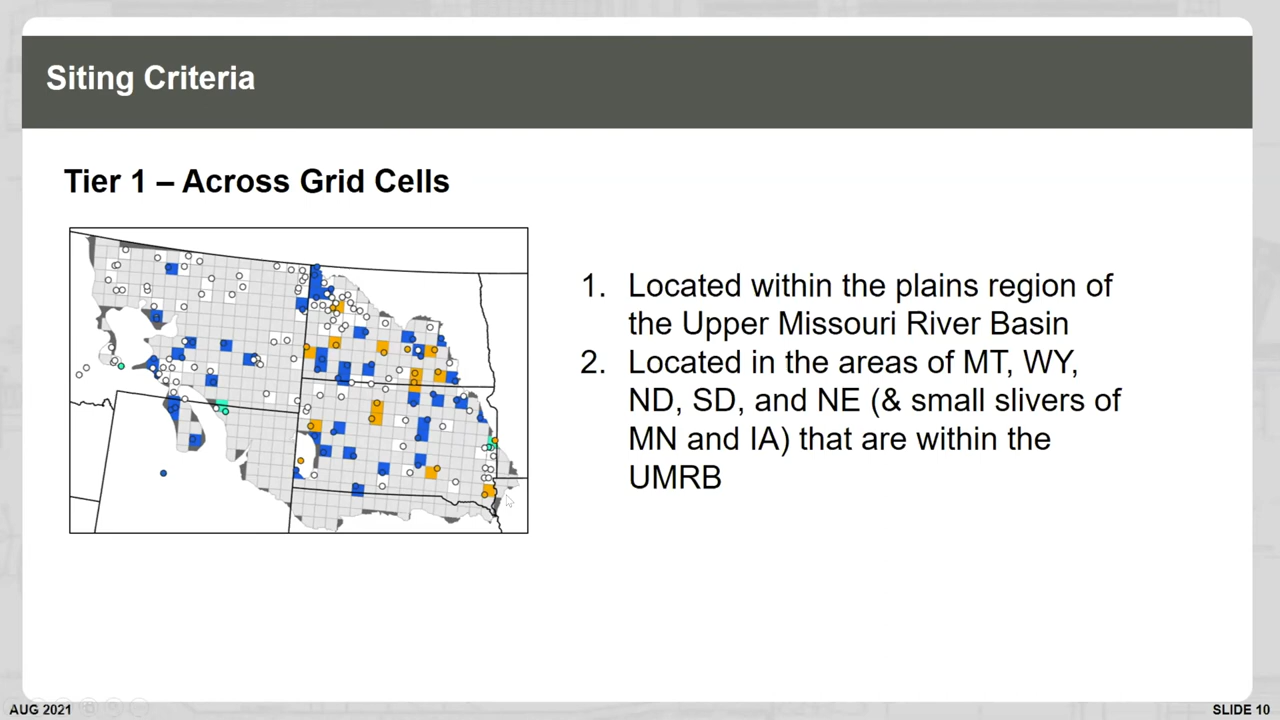 Siting Criteria
Tier 1 – Across Grid Cells
1. Located within the plains region of
the Upper Missouri River Basin
2. Located in the areas of MT, WY,
ND, SD, and NE (& small slivers of
MN and IA) that are within the
UMRB
AUG 2021
SLIDE 10